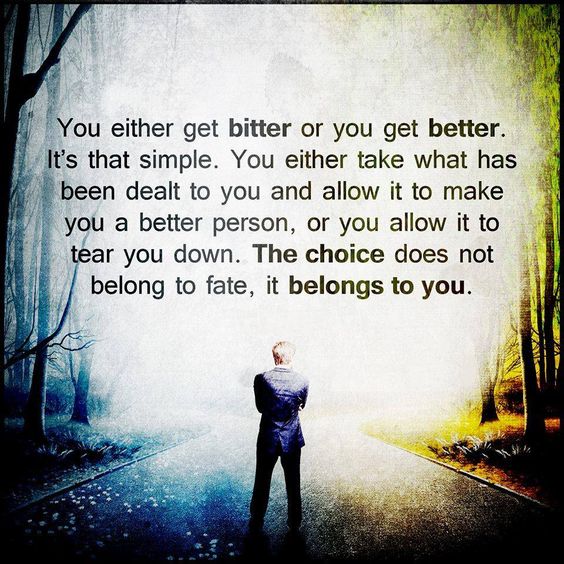 You either get bitter or you get better.
It's that simple. You either take what has
been dealt to you and allow it to make
you a better person, or you allow it to
tear you down. The choice does not
belong to fate, it belongs to you.